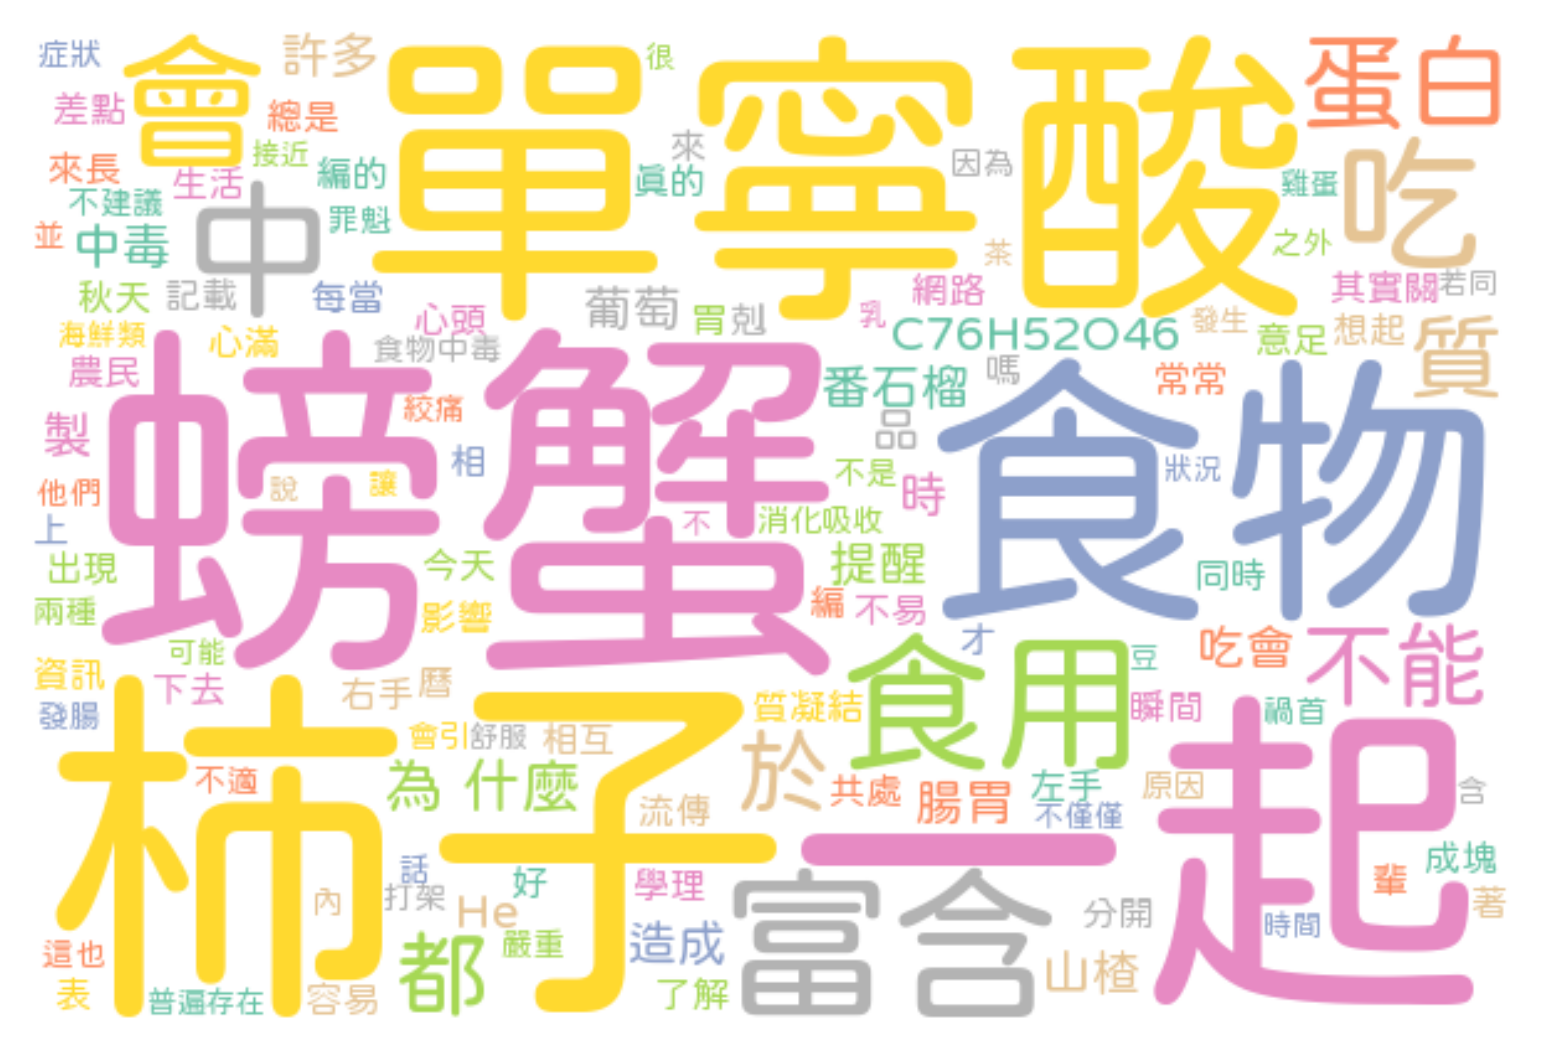 症狀
會
許多
單寧酸
很
蛋白
差點
總是
接近
來
因為
吃
來長
生活
編的
真的
雞蛋
不建議
中
罪魁
並
中毒
茶
之外
秋天
記載
每當
心頭
葡萄
胃
剋
乳
網路
其實關
若同
海鮮類
心滿
食物中毒
C76H52O46
發生
意足
想起
質
農民
螃蟹
絞痛
番石榴
嗎
常常
食物
製
品
相
不是
狀況
他們
說
讓
時
上
不
消化吸收
出現
今天
提醒
同時
兩種
影響
編
不易
可能
才
吃會
不能
資訊
下去
右手
曆
食用
豆
發腸
柿子
質凝結
瞬間
禍首
會引
舒服
相互
於
一起
不適
為 什麼
流傳
共處
腸胃
左手
原因
不僅僅
含
話
好
學理
富含
成塊
內
打架
He
分開
輩
著
這也
都
嚴重
造成
時間
表
普遍存在
容易
了解
山楂